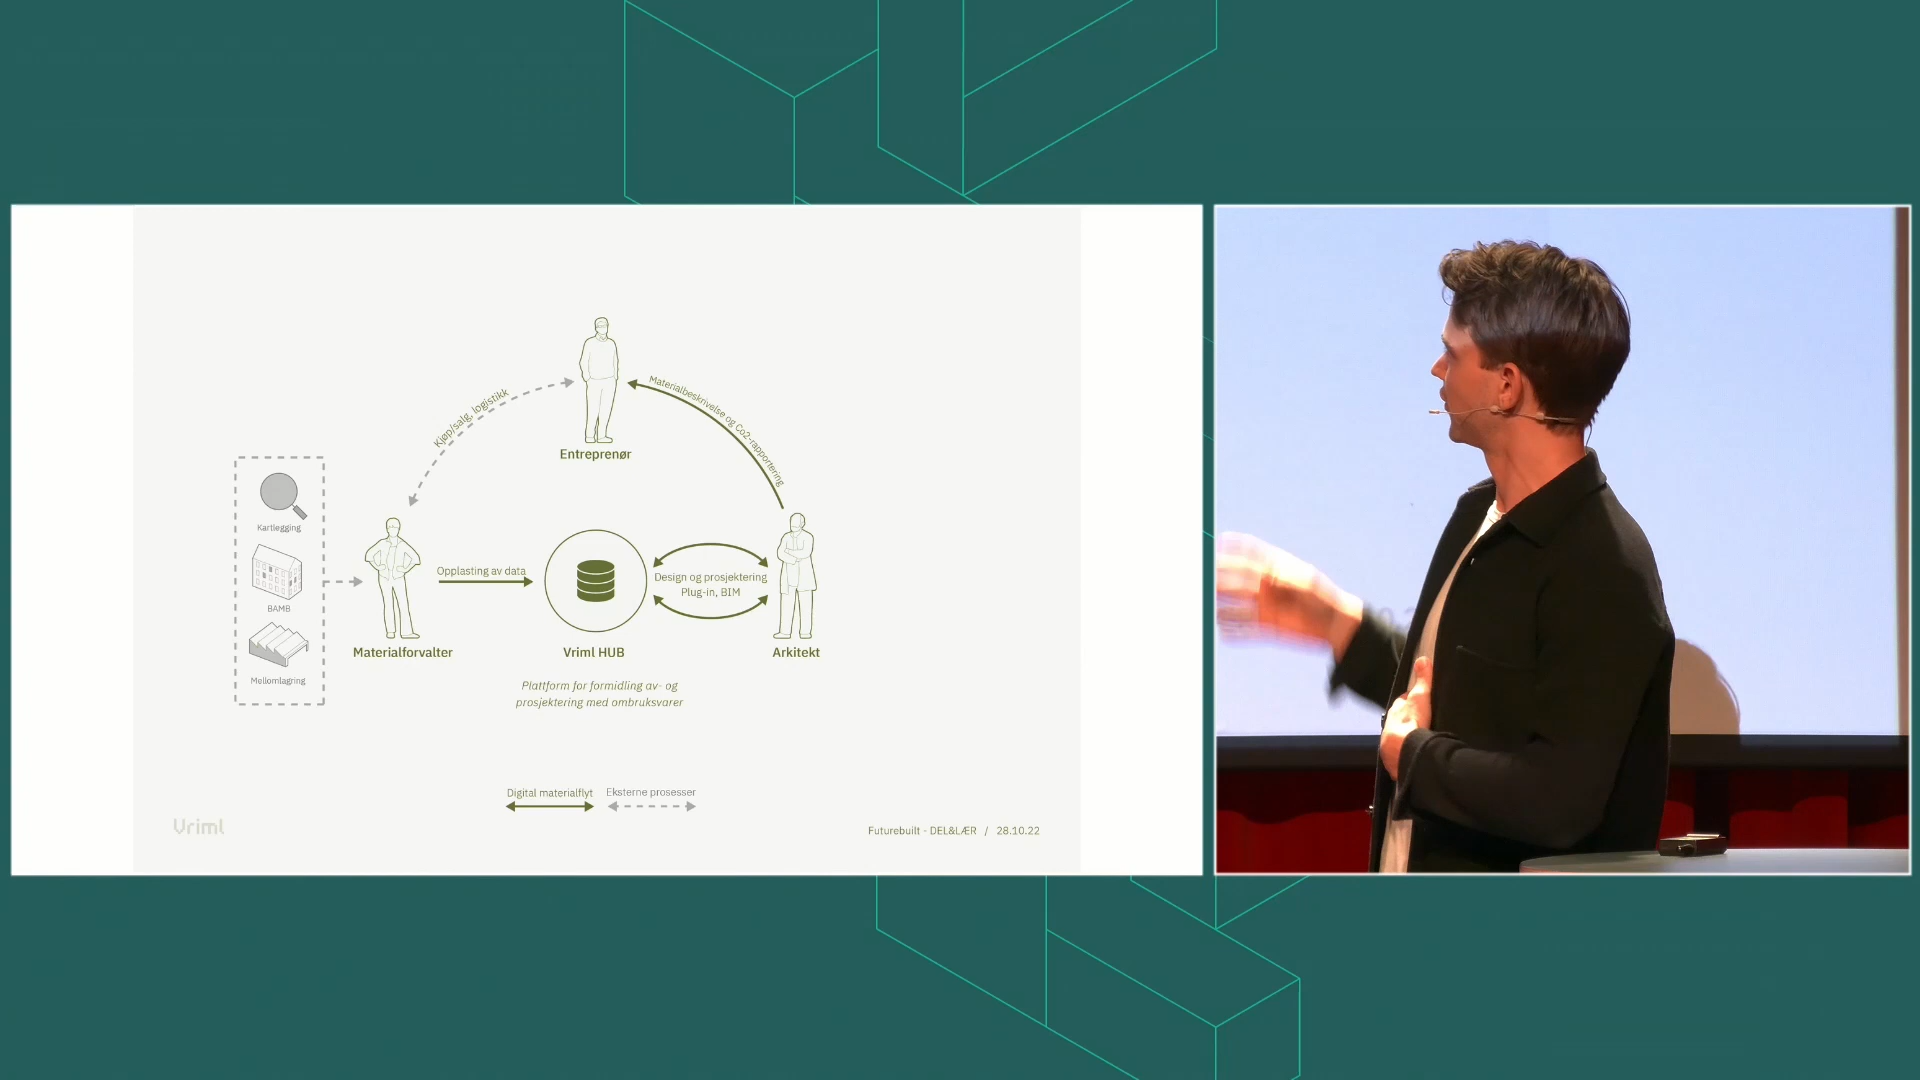 Materialbeskrivelse og Co2-rapportering
Kjøp/salg, logistikk
Entreprenør
Kartlegging
BAMB
Mellomlagring
Opplasting av data
Design og prosjektering
Plug-in, BIM
Materialforvalter
Vriml HUB
Arkitekt
Plattform for formidling av- og
prosjektering med ombruksvarer
Digital materialflyt
Eksterne prosesser
Vriml
Futurebuilt - DEL&LÆR / 28.10.22